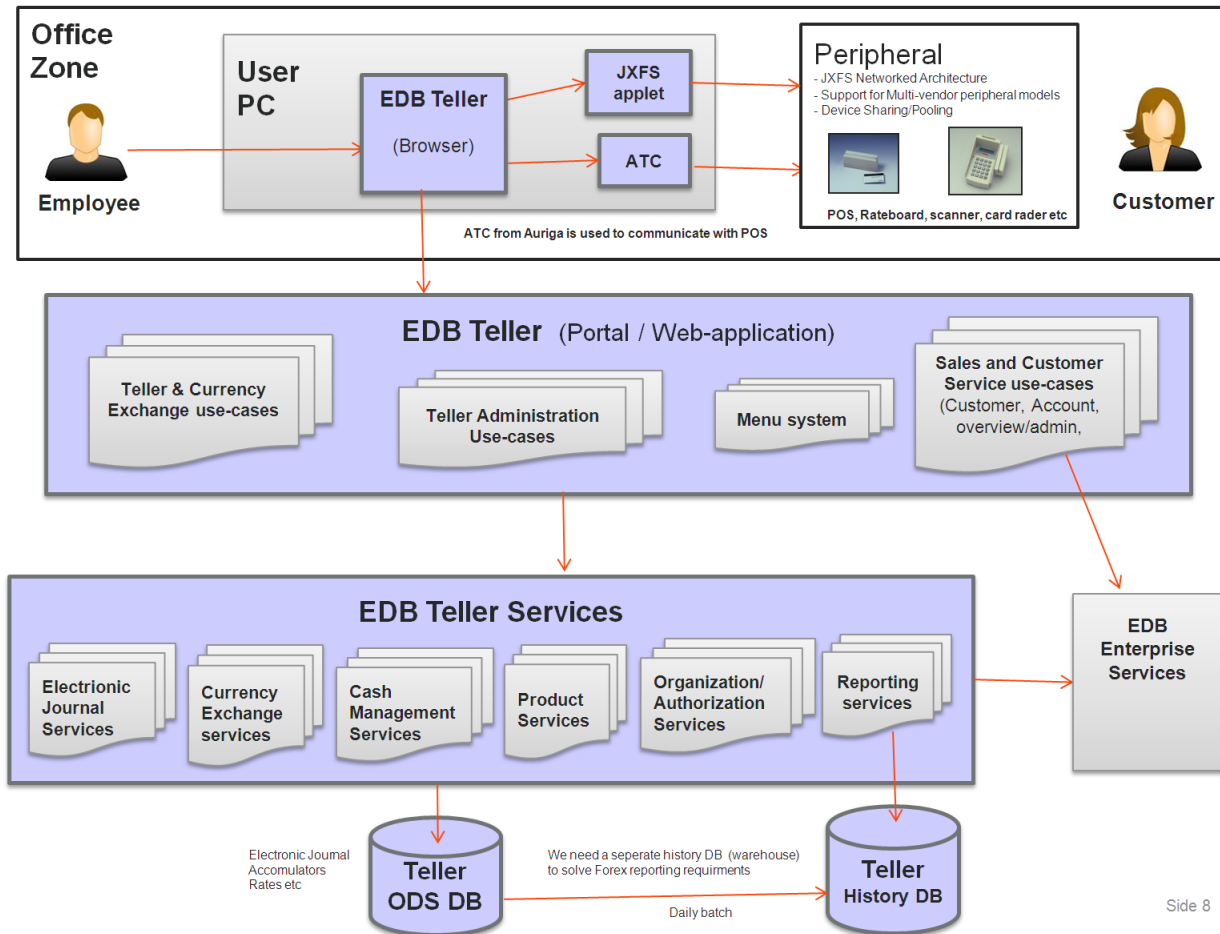 Office
Zone
Employee
User
PC
EDB Teller
(Browser)
JXFS
applet
ATC
ATC from Auriga is used to communicate with POS
Peripheral
- JXFS Networked Architecture
- Support for Multi-vendor peripheral models
- Device Sharing/Pooling
POS, Rateboard, scanner, card rader etc
Customer
EDB Teller (Portal / Web-application)
Teller & Currency
Exchange use-cases
Teller Administration
Use-cases
Menu system
Sales and Customer
Service use-cases
(Customer, Account,
overview/admin,
EDB Teller Services
Electrionic
Journal
Services
Currency
Exchange
services
Cash
Management
Services
Product
Services
Organization/
Authorization
Services
Reporting
services
EDB
Enterprise
Services
Electronic Journal
Accomulators
Rates etc
Teller
ODS DB
We need a seperate history DB (warehouse)
to solve Forex reporting requirments
Daily batch
Teller
History DB
Side 8